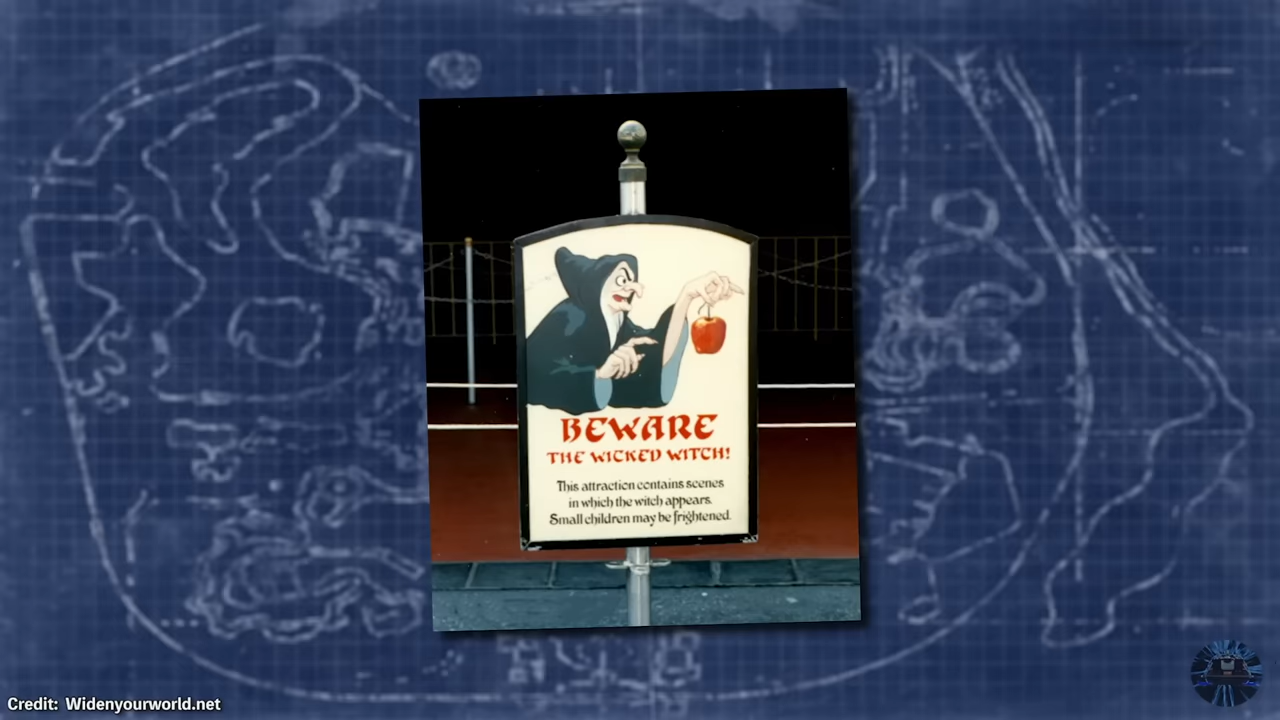 BEWARE
THE WICKED WITCH!
This attraction contains scenes
in which the witch appears.
Small children may be frightened.
Credit: Widenyourworld.net